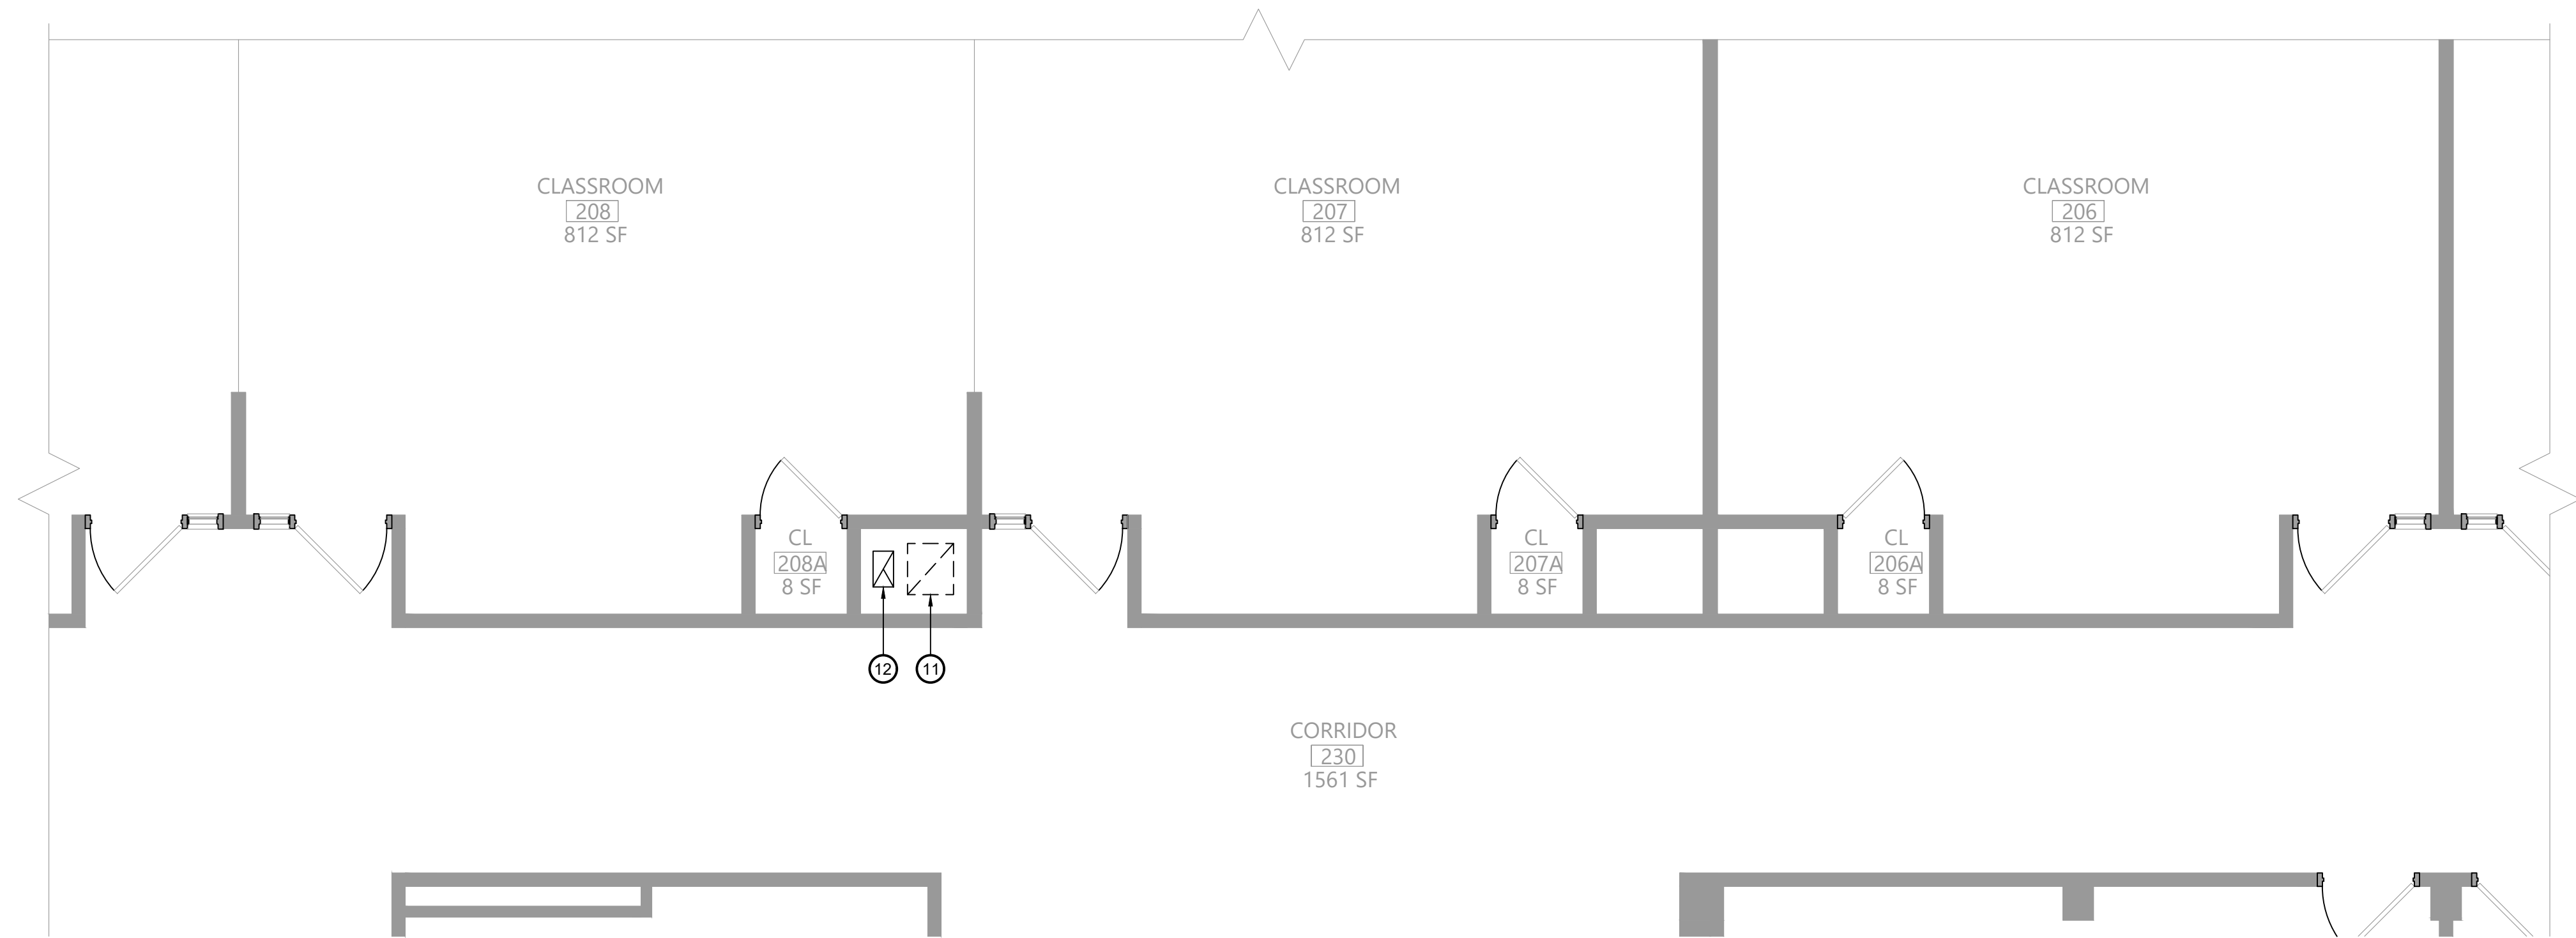 CLASSROOM
208
812 SF
CLASSROOM
207
812 SF
CLASSROOM
206
812 SF
CL
208A
8 SF
CL
207A
8 SF
CL
206A
8 SF
12
11
CORRIDOR
230
1561 SF